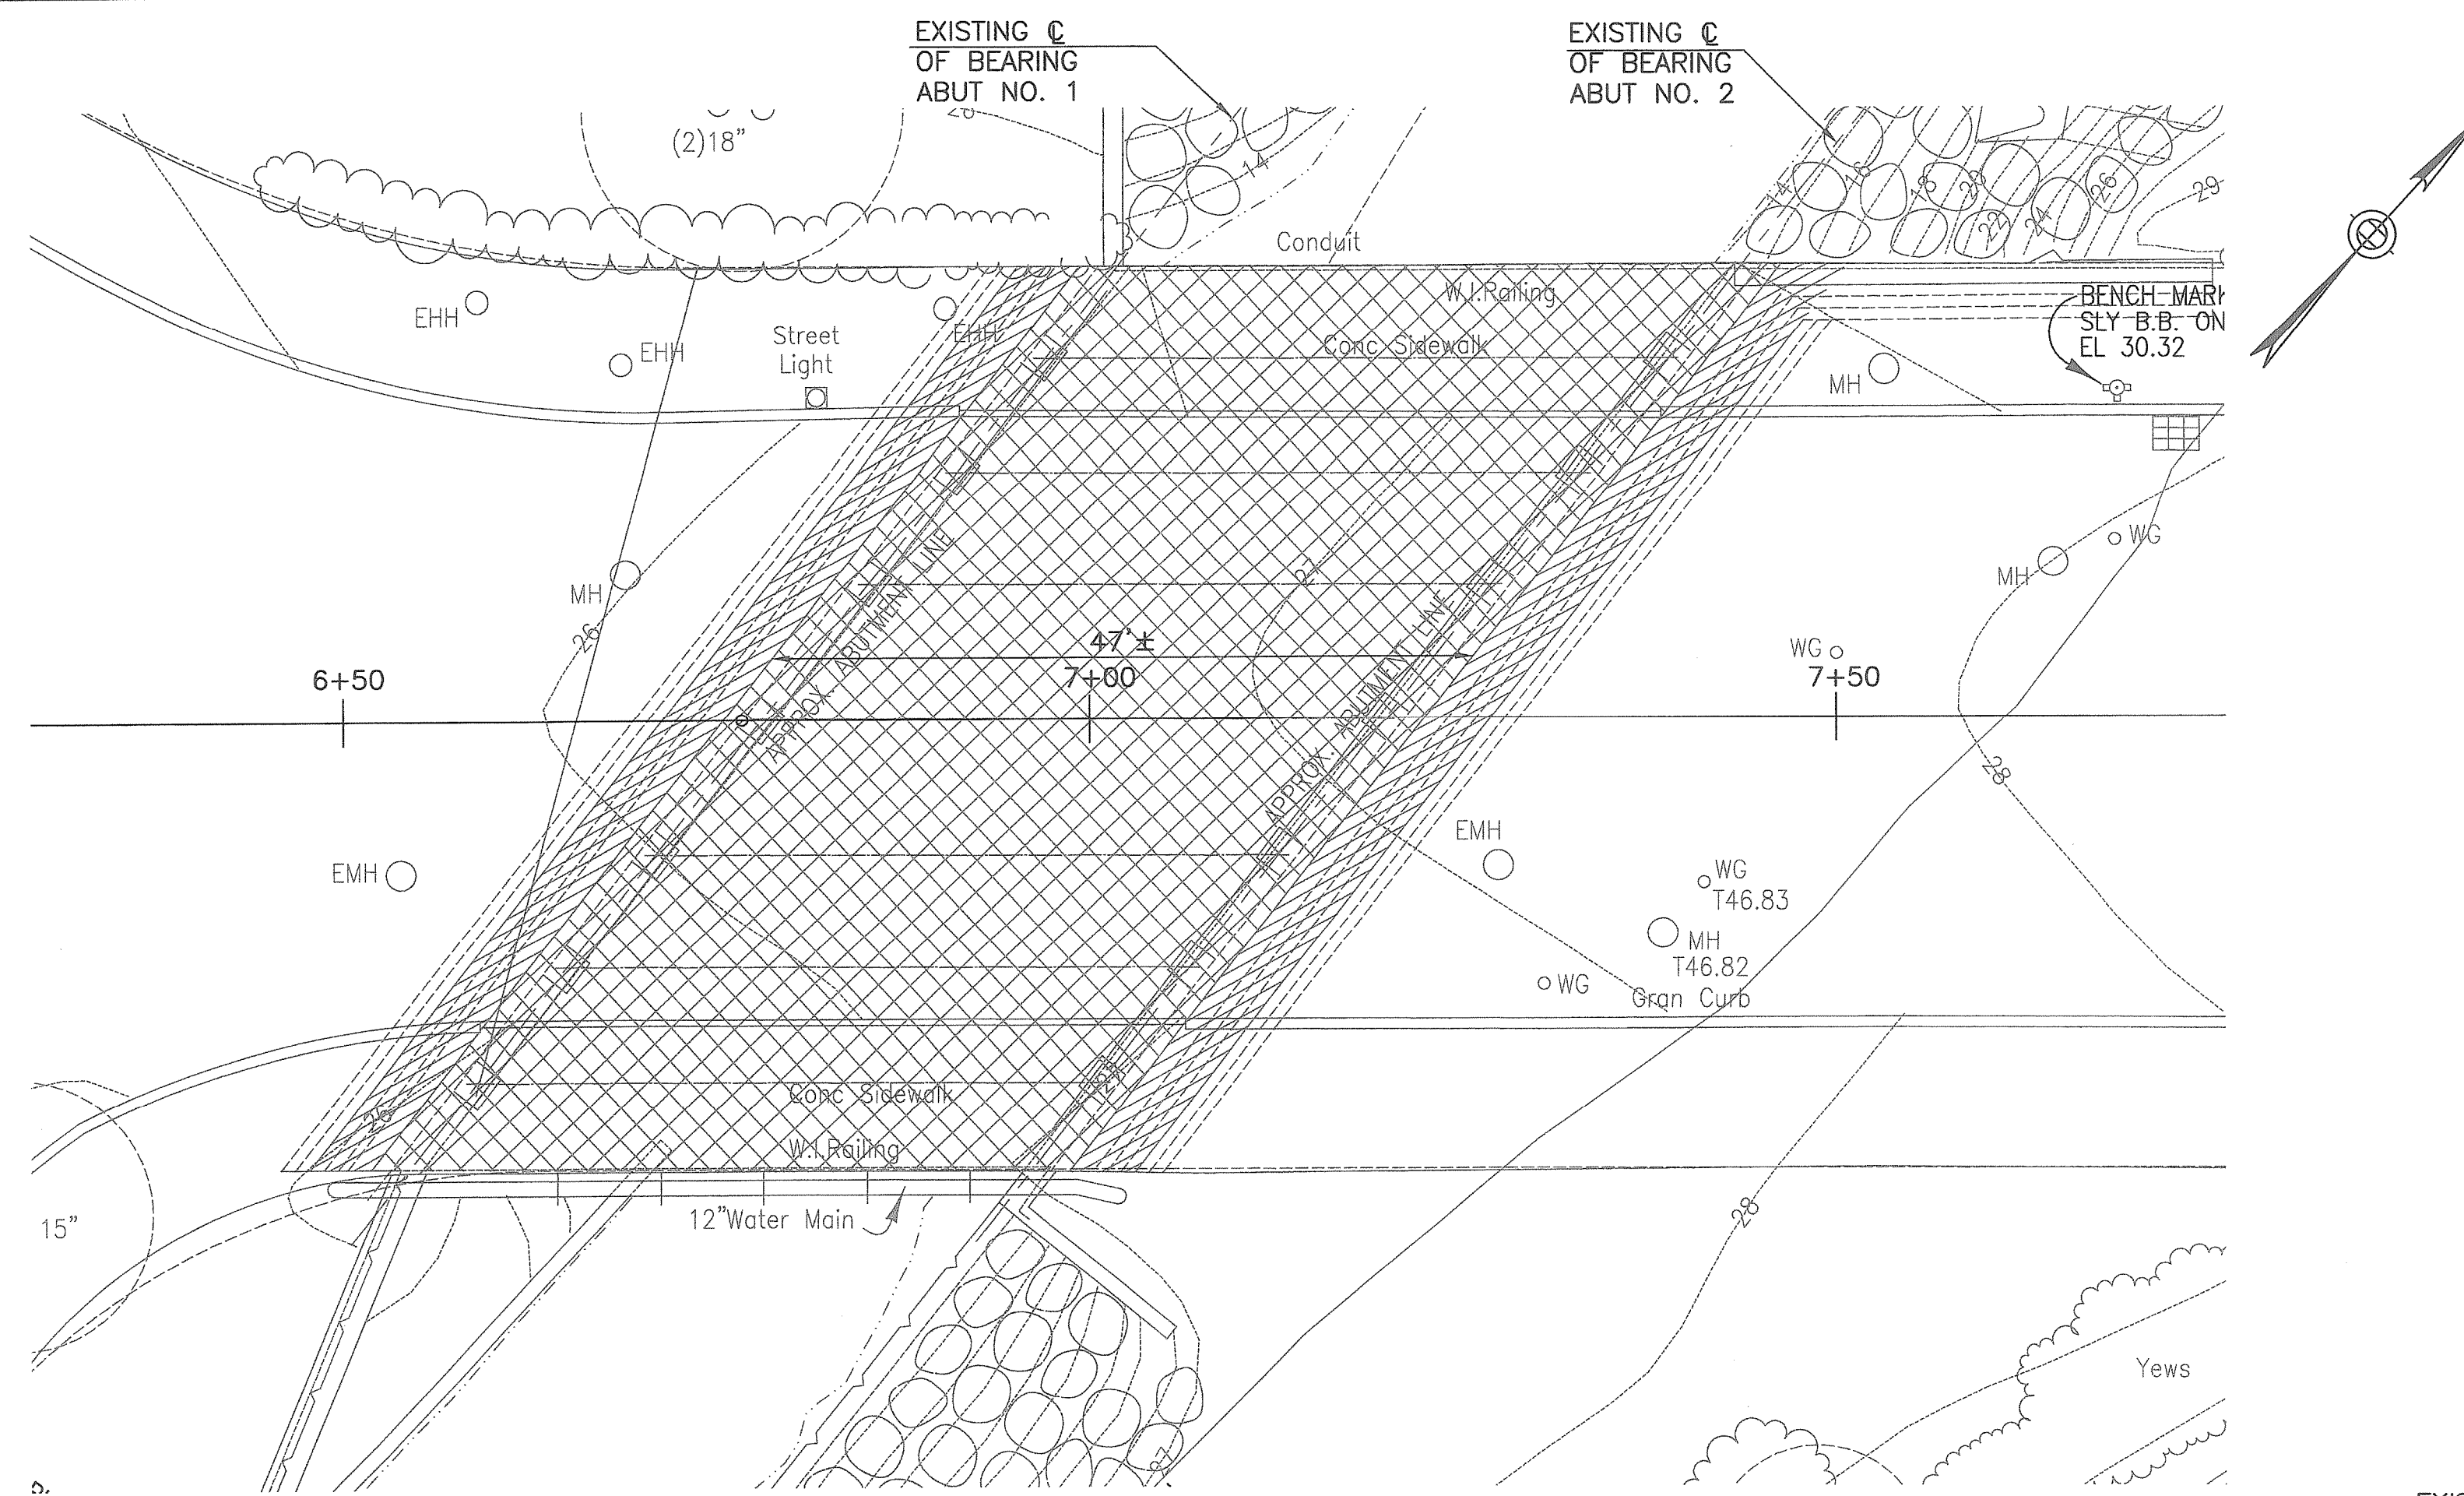 EXISTING ℄
OF BEARING
ABUT NO. 1
EXISTING ℄
OF BEARING
ABUT NO. 2
(2)18"
14
14
16
18
20
22
24
26
29
Conduit
W.I.Railing
EHH
EHH
EHH
Street
Light
Conc Sidewalk
MH
BENCH MAR
SLY B.B. ON
EL 30.32
WG
MH
MH
26
27
APPROX ABUTMENT LINE
APPROX. ABUTMENT LINE
47'±
6+50
7+00
WG
7+50
28
EMH
EMH
WG
T46.83
MH
T46.82
WG
Gran Curb
Conc Sidewalk
W.I.Railing
12"Water Main
15"
28
Yews
27